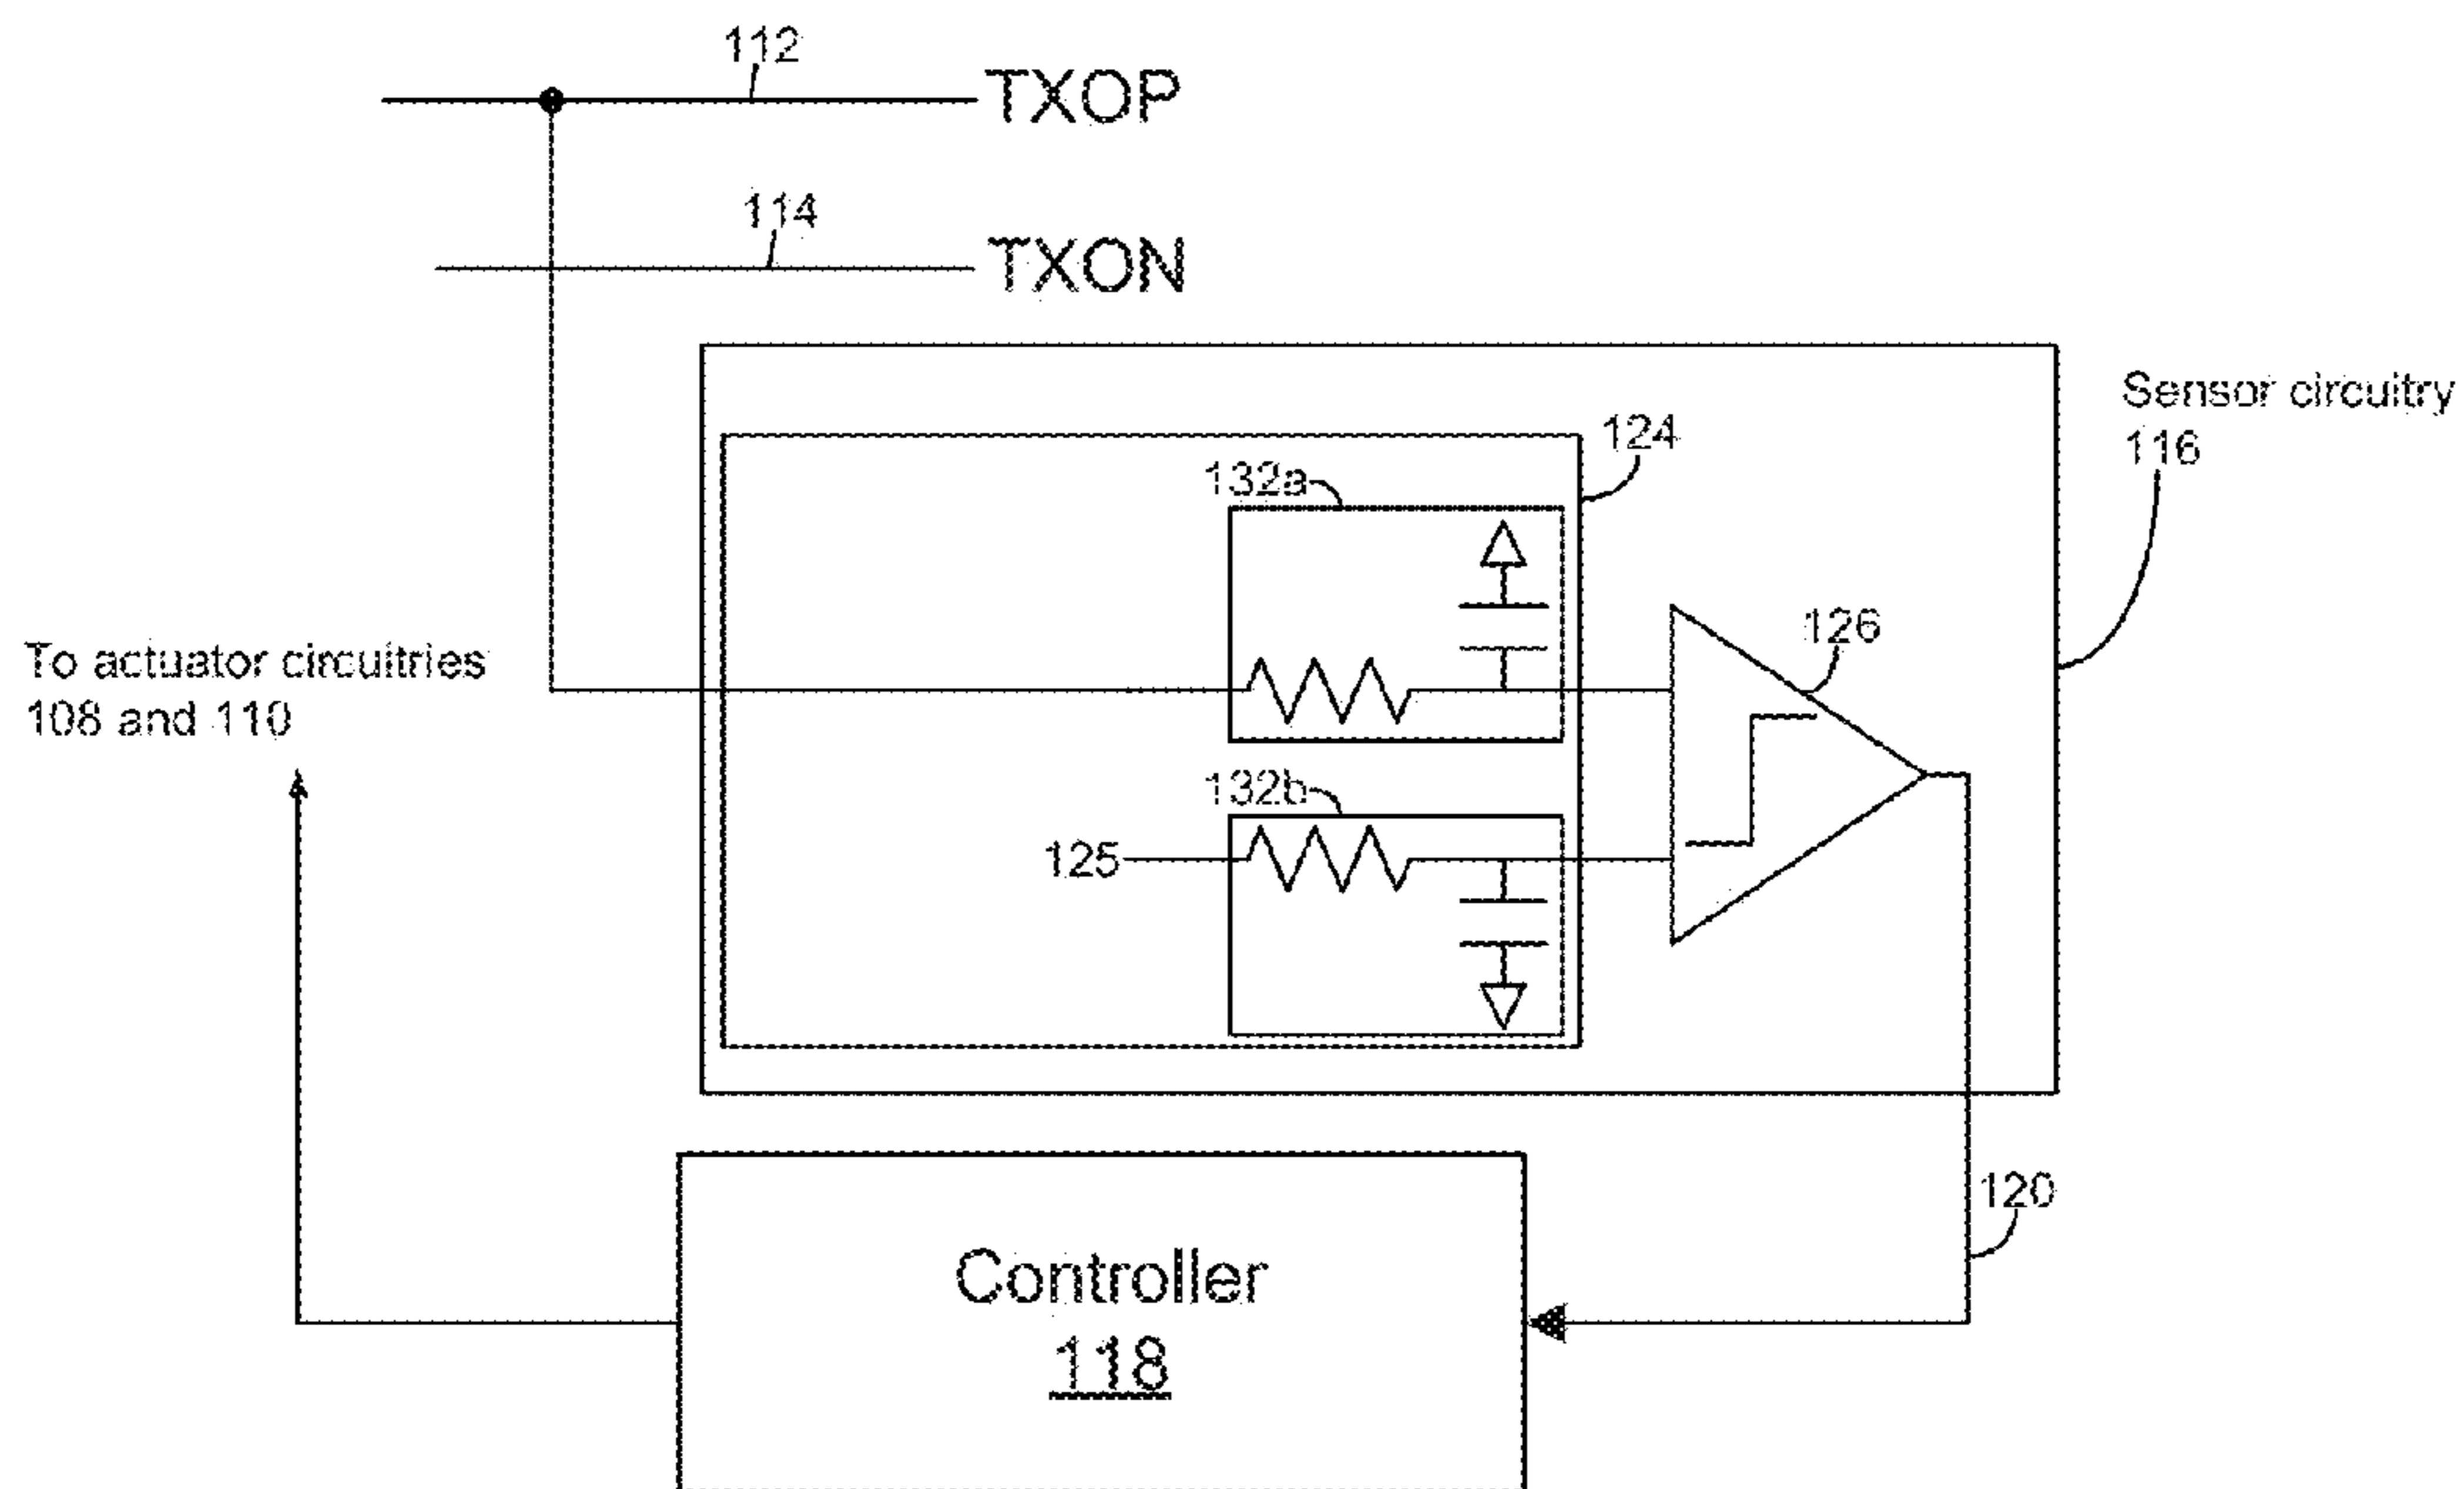 112
TXOP
114
TXON
Sensor circuitry
116
124
132a
126
To actuator circuitries
108 and 110
132b
125
120
Controller
118